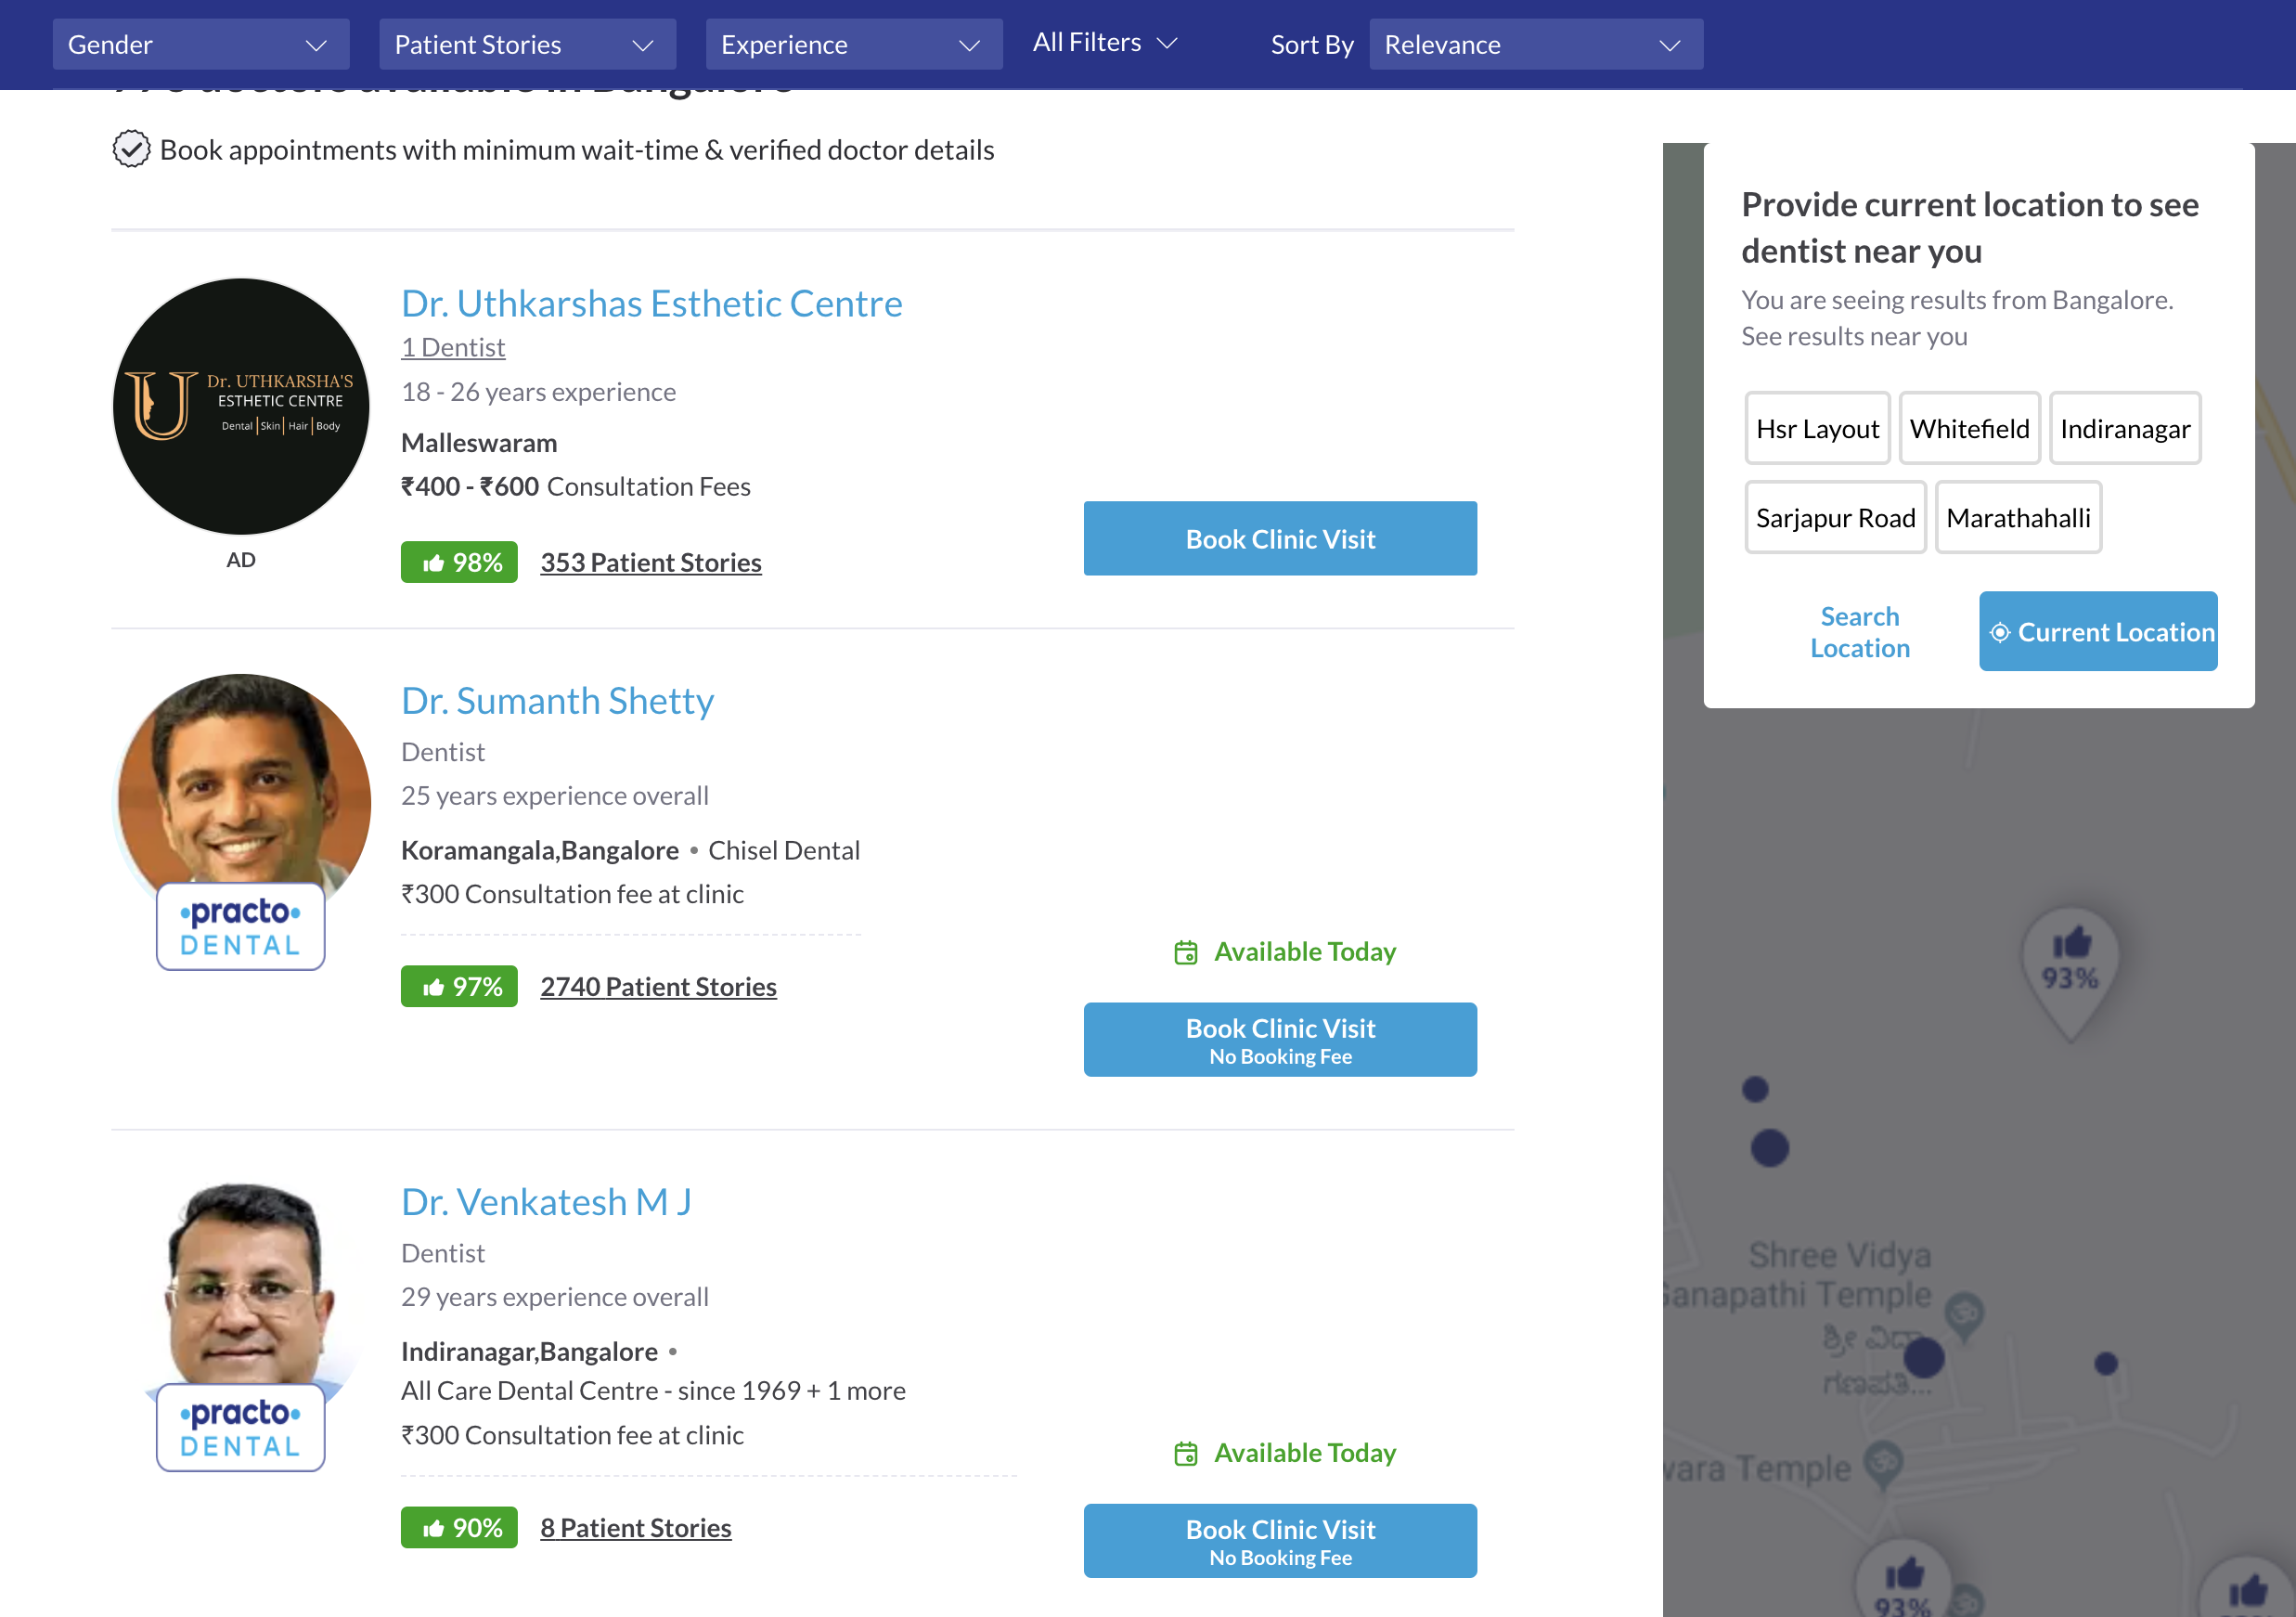 Gender
Patient Stories
Experience
All Filters
Sort By
Relevance
doctors available in Bangalore
Book appointments with minimum wait-time & verified doctor details
Dr. UTHKARSHA'S
ESTHETIC CENTRE
Dental | Skin | Hair | Body
AD
Dr. Uthkarshas Esthetic Centre
1 Dentist
18 - 26 years experience
Malleswaram
₹400 - ₹600 Consultation Fees
98%
353 Patient Stories
Book Clinic Visit
practo
DENTAL
Dr. Sumanth Shetty
Dentist
25 years experience overall
Koramangala,Bangalore • Chisel Dental
₹300 Consultation fee at clinic
97%
2740 Patient Stories
Available Today
Book Clinic Visit
No Booking Fee
practo
DENTAL
Dr. Venkatesh M J
Dentist
29 years experience overall
Indiranagar,Bangalore •
All Care Dental Centre - since 1969 + 1 more
₹300 Consultation fee at clinic
90%
8 Patient Stories
Available Today
Book Clinic Visit
No Booking Fee
Provide current location to see
dentist near you
You are seeing results from Bangalore.
See results near you
Hsr Layout
Whitefield
Indiranagar
Sarjapur Road
Marathahalli
Search
Location
Current Location
93%
Shree Vidya
Ganapathi Temple
ಶ್ರೀ ವಿದ್ಯಾ
ಗಣಪತಿ...
wara Temple
93%